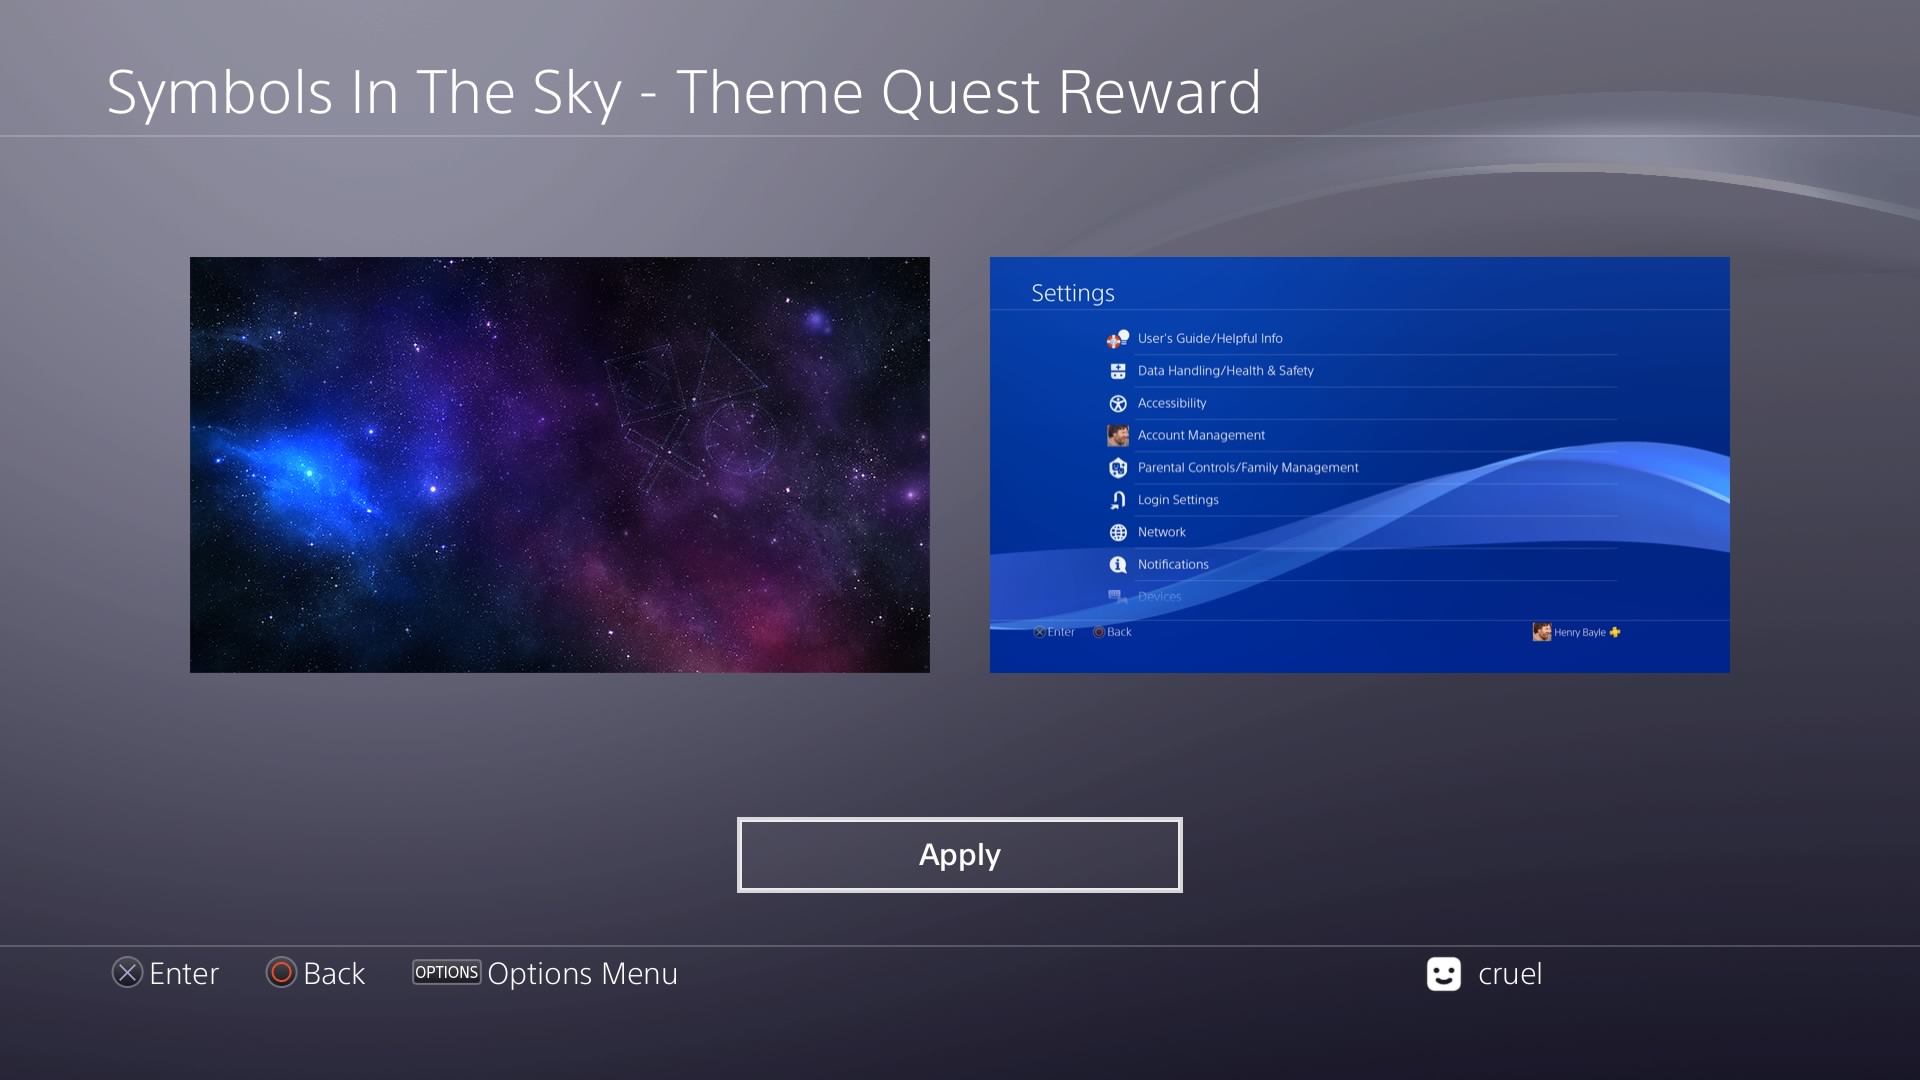 Symbols In The Sky - Theme Quest Reward
Settings
User's Guide/Helpful Info
Data Handling/Health & Safety
Accessibility
Account Management
Parental Controls/Family Management
Login Settings
Network
Notifications
Devices
Enter Back Henry Bayle
Apply
Enter Back OPTIONS Options Menu cruel